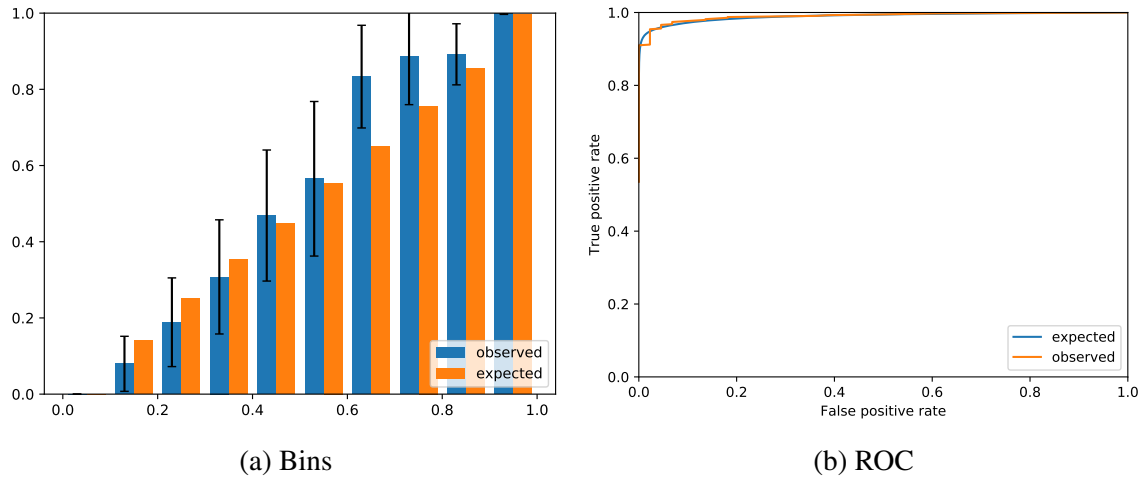 1.0
0.8
0.6
0.4
0.2
0.0
0.0 0.2 0.4 0.6 0.8 1.0
observed
expected
(a) Bins
1.0
0.8
0.6
0.4
0.2
0.0
True positive rate
0.0 0.2 0.4 0.6 0.8 1.0
False positive rate
expected
observed
(b) ROC